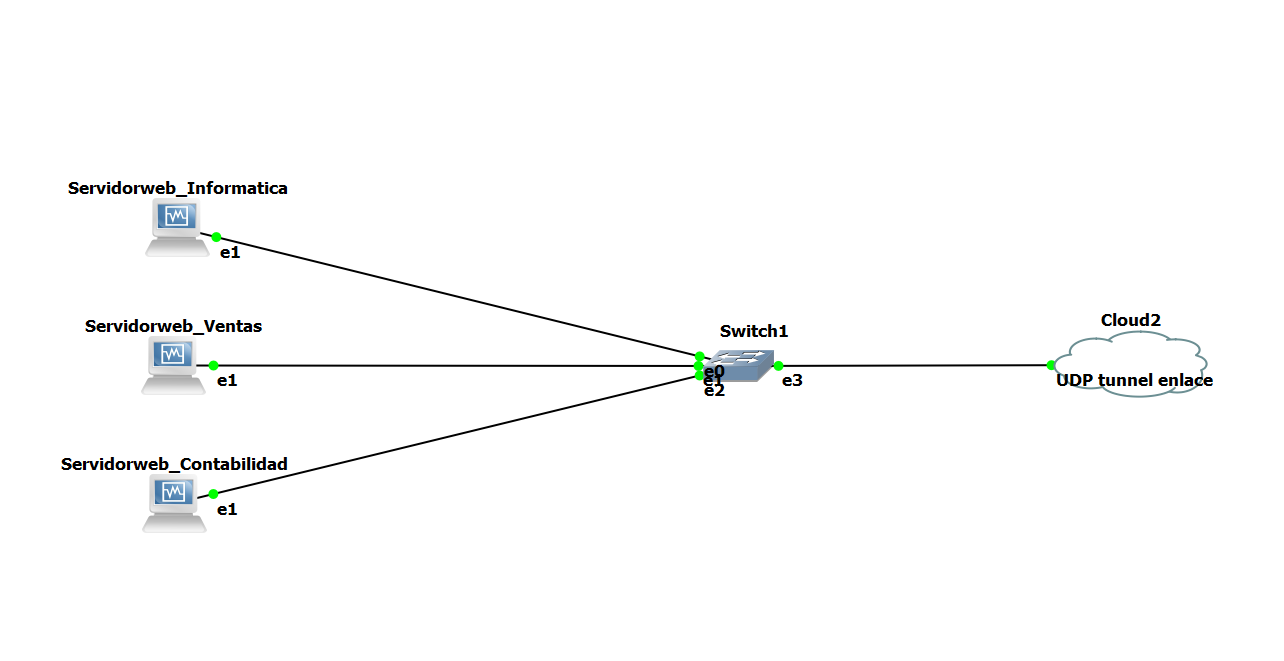 Servidorweb_Informatica
e1
Servidorweb_Ventas
e1
Servidorweb_Contabilidad
e1
Switch1
e0
e1
e2
e3
Cloud2
UDP tunnel enlace